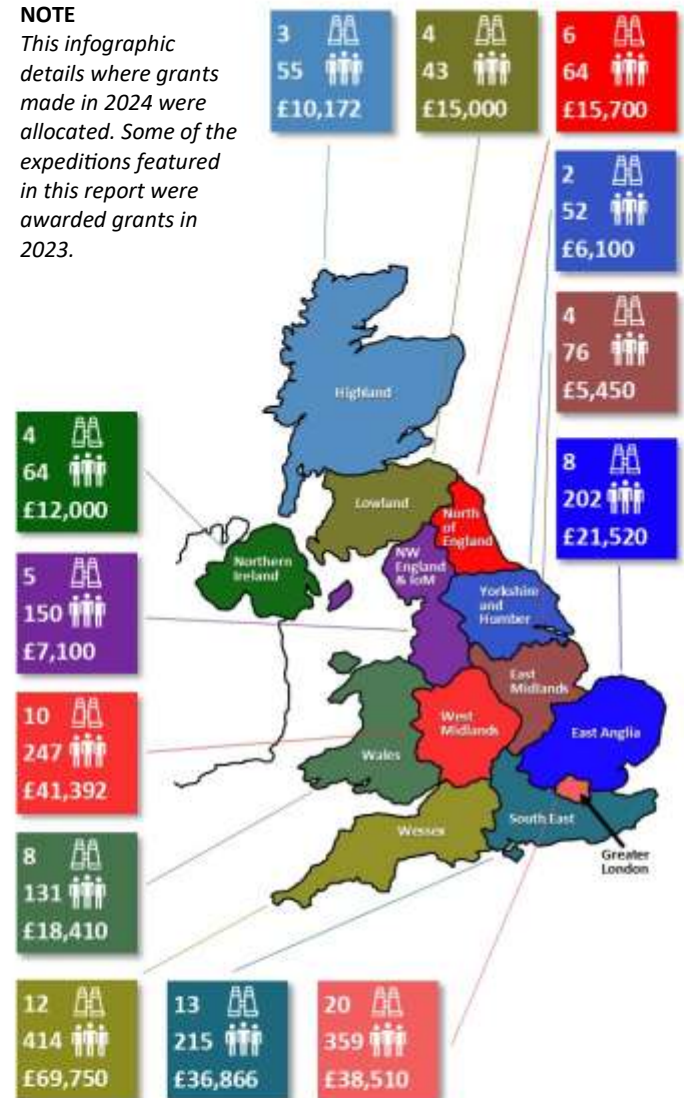 NOTE
This infographic
details where grants
made in 2024 were
allocated. Some of the
expeditions featured
in this report were
awarded grants in
2023.
3
55
£10,172
4
43
£15,000
6
64
£15,700
2
52
£6,100
4
76
£5,450
8
202
£21,520
4
64
£12,000
5
150
£7,100
10
247
£41,392
8
131
£18,410
12
414
£69,750
13
215
£36,866
20
359
£38,510
Highland
Lowland
North
of
England
NW
England
& IoM
Northern
Ireland
Yorkshire
and
Humber
East
Midlands
West
Midlands
East Anglia
Wales
South East
Wessex
Greater
London